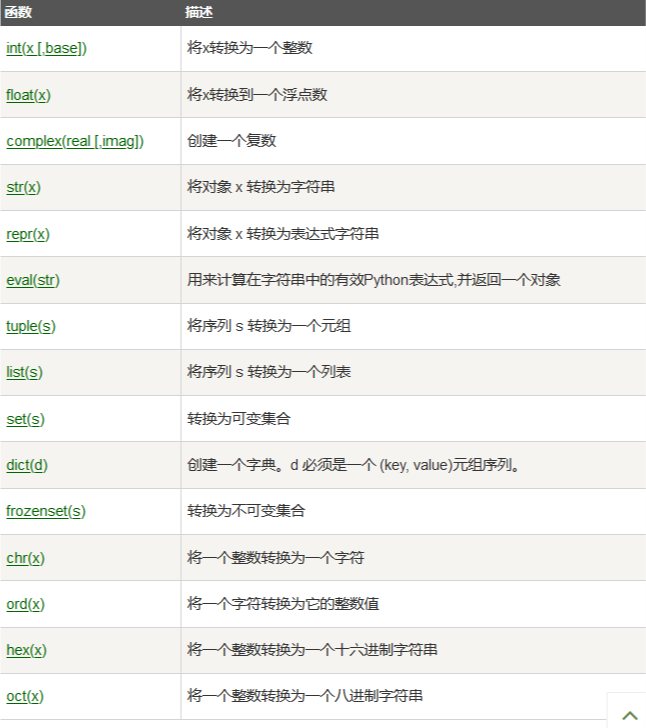 函数 描述
int(x [,base]) 将x转换为一个整数
float(x) 将x转换到一个浮点数
complex(real [,imag]) 创建一个复数
str(x) 将对象 x 转换为字符串
repr(x) 将对象 x 转换为表达式字符串
eval(str) 用来计算在字符串中的有效Python表达式,并返回一个对象
tuple(s) 将序列 s 转换为一个元组
list(s) 将序列 s 转换为一个列表
set(s) 转换为可变集合
dict(d) 创建一个字典。d 必须是一个 (key, value)元组序列。
frozenset(s) 转换为不可变集合
chr(x) 将一个整数转换为一个字符
ord(x) 将一个字符转换为它的整数值
hex(x) 将一个整数转换为一个十六进制字符串
oct(x) 将一个整数转换为一个八进制字符串